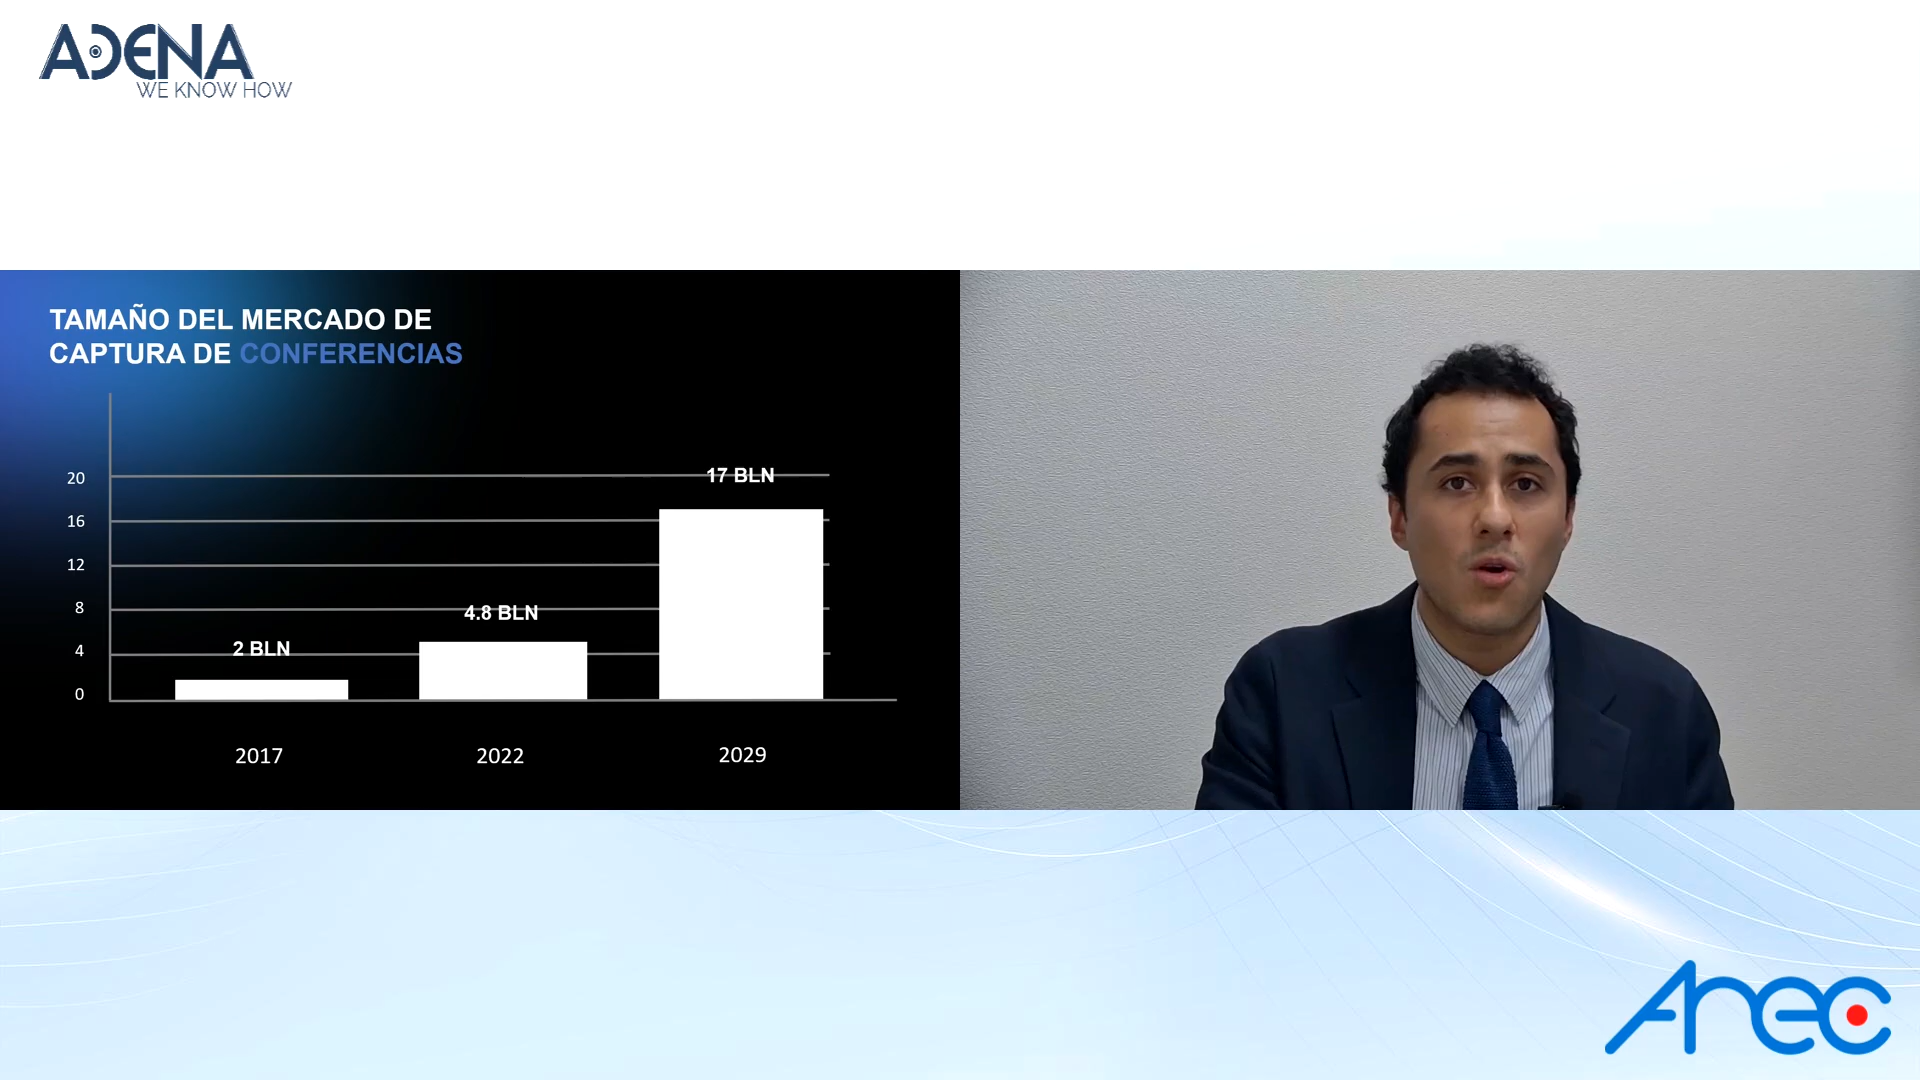 ADENA
WE KNOW HOW
TAMAÑO DEL MERCADO DE
CAPTURA DE CONFERENCIAS
20
16
12
8
4
0
2 BLN
4.8 BLN
17 BLN
2017
2022
2029
Arec